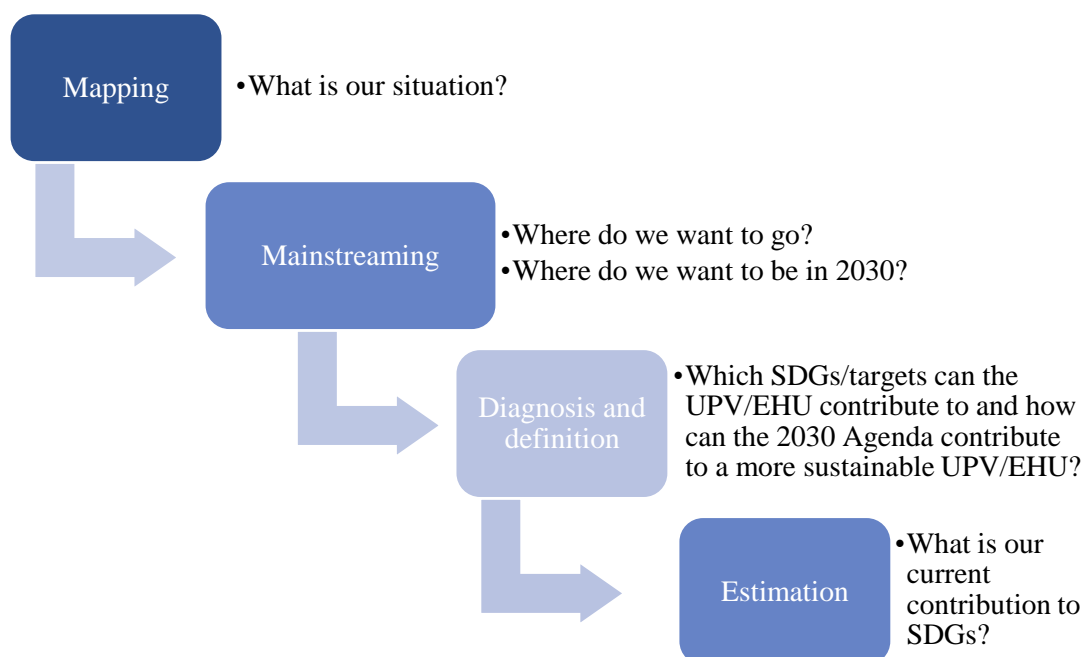 Mapping
•What is our situation?
Mainstreaming
•Where do we want to go?
•Where do we want to be in 2030?
Diagnosis and
definition
•Which SDGs/targets can the
UPV/EHU contribute to and how
can the 2030 Agenda contribute
to a more sustainable UPV/EHU?
Estimation
•What is our
current
contribution to
SDGs?